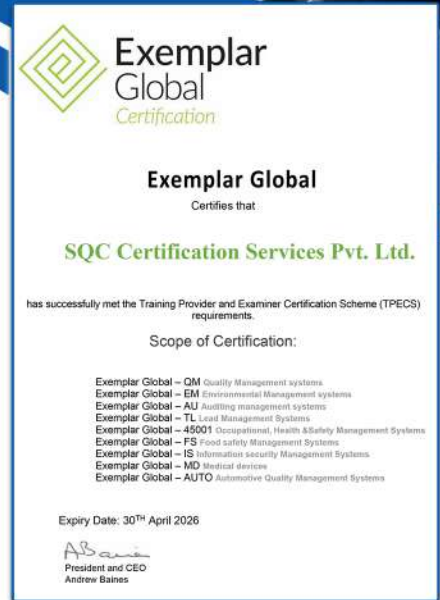 Exemplar
Global
Certification
Exemplar Global
Certifies that
SQC Certification Services Pvt. Ltd.
has successfully met the Training Provider and Examiner Certification Scheme (TPECS)
requirements.
Scope of Certification:
Exemplar Global – QM Quality Management systems
Exemplar Global – EM Environmental Management systems
Exemplar Global – AU Auditing management systems
Exemplar Global – TL Lead Management Systems
Exemplar Global – 45001 Occupational, Health &Safety Management Systems
Exemplar Global – FS Food safety Management Systems
Exemplar Global – IS Information security Management Systems
Exemplar Global – MD Medical devices
Exemplar Global – AUTO Automotive Quality Management Systems
Expiry Date: 30TH April 2026
President and CEO
Andrew Baines